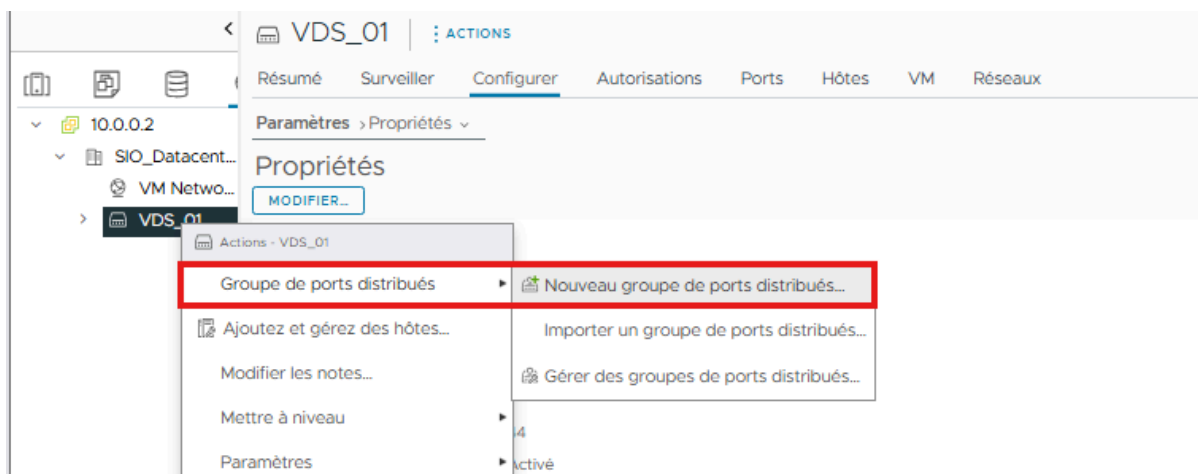 VDS_01
ACTIONS
Résumé Surveiller Configurer Autorisations Ports Hôtes VM Réseaux
10.0.0.2
Paramètres > Propriétés
SIO_Datacent...
Propriétés
VM Netwo...
MODIFIER...
VDS_01
Actions - VDS_01
Groupe de ports distribués
Nouveau groupe de ports distribués...
Ajoutez et gérez des hôtes...
Importer un groupe de ports distribués...
Modifier les notes...
Gérer des groupes de ports distribués...
Mettre à niveau
Paramètres